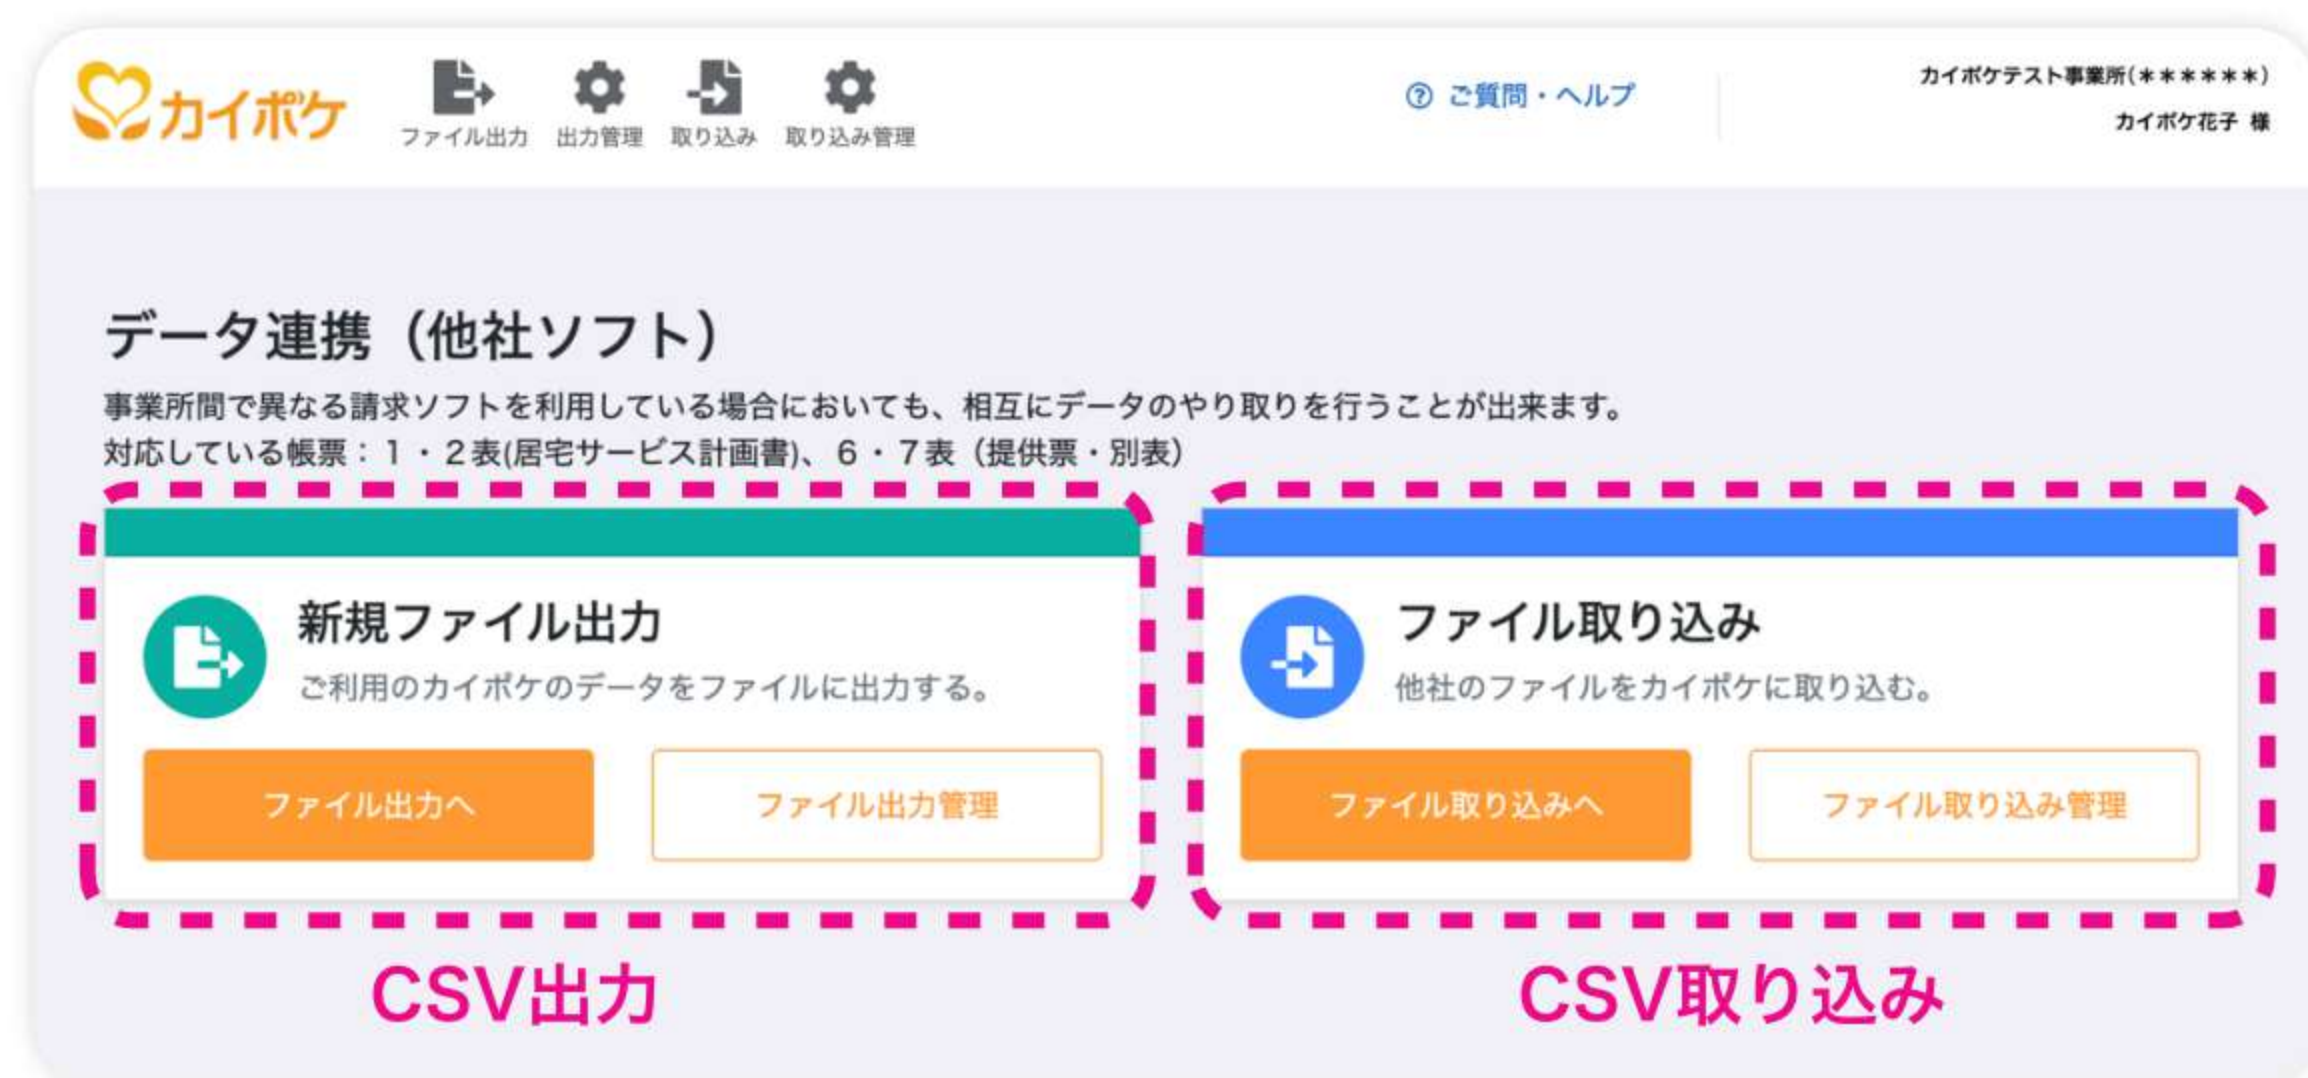 カイポケ
ファイル出力
出力管理
取り込み
取り込み管理
? ご質問・ヘルプ
カイポケテスト事業所(******)
カイポケ花子 様
データ連携（他社ソフト）
事業所間で異なる請求ソフトを利用している場合においても、相互にデータのやり取りを行うことが出来ます。
対応している帳票：１・２表(居宅サービス計画書)、６・７表（提供票・別表）
新規ファイル出力
ご利用のカイポケのデータをファイルに出力する。
ファイル出力へ
ファイル出力管理
ファイル取り込み
他社のファイルをカイポケに取り込む。
ファイル取り込みへ
ファイル取り込み管理
CSV出力
CSV取り込み